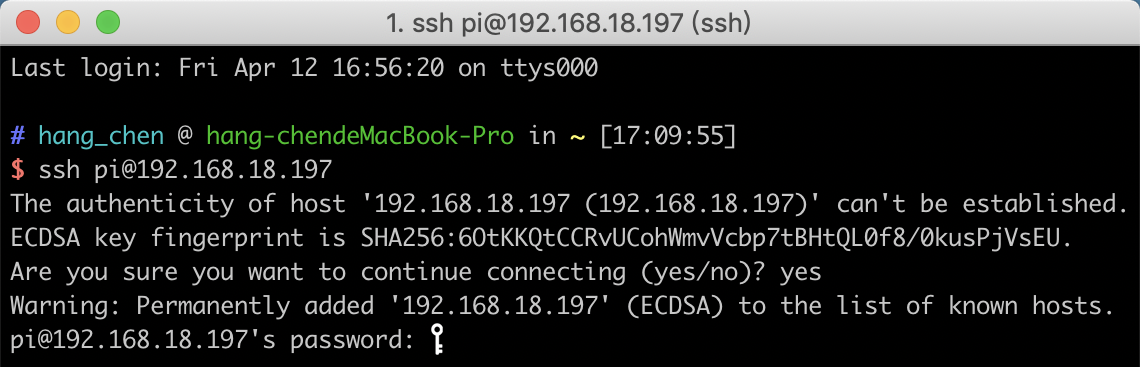 1. ssh pi@192.168.18.197 (ssh)
Last login: Fri Apr 12 16:56:20 on ttys000
# hang_chen @ hang-chendeMacBook-Pro in ~ [17:09:55]
$ ssh pi@192.168.18.197
The authenticity of host '192.168.18.197 (192.168.18.197)' can't be established.
ECDSA key fingerprint is SHA256:6OtKKQtCCRvUCohWmvVcbp7tBHtQL0f8/0kusPjVsEU.
Are you sure you want to continue connecting (yes/no)? yes
Warning: Permanently added '192.168.18.197' (ECDSA) to the list of known hosts.
pi@192.168.18.197's password: